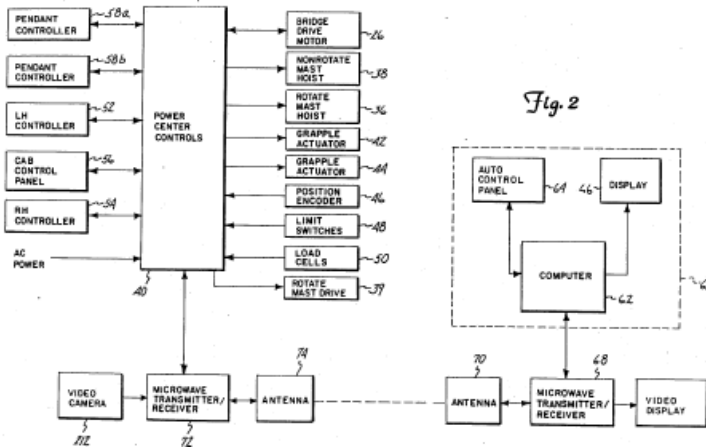 PENDANT CONTROLLER
58a
PENDANT CONTROLLER
58b
LH CONTROLLER
52
CAB CONTROL PANEL
56
RH CONTROLLER
54
AC POWER
POWER CENTER CONTROLS
40
BRIDGE DRIVE MOTOR
26
NONROTATE MAST HOIST
38
ROTATE MAST HOIST
36
GRAPPLE ACTUATOR
42
GRAPPLE ACTUATOR
44
POSITION ENCODER
46
LIMIT SWITCHES
48
LOAD CELLS
50
ROTATE MAST DRIVE
39
Fig. 2
AUTO CONTROL PANEL
64
DISPLAY
46
COMPUTER
62
6
VIDEO CAMERA
112
MICROWAVE TRANSMITTER/ RECEIVER
72
ANTENNA
74
ANTENNA
70
MICROWAVE TRANSMITTER/ RECEIVER
68
VIDEO DISPLAY